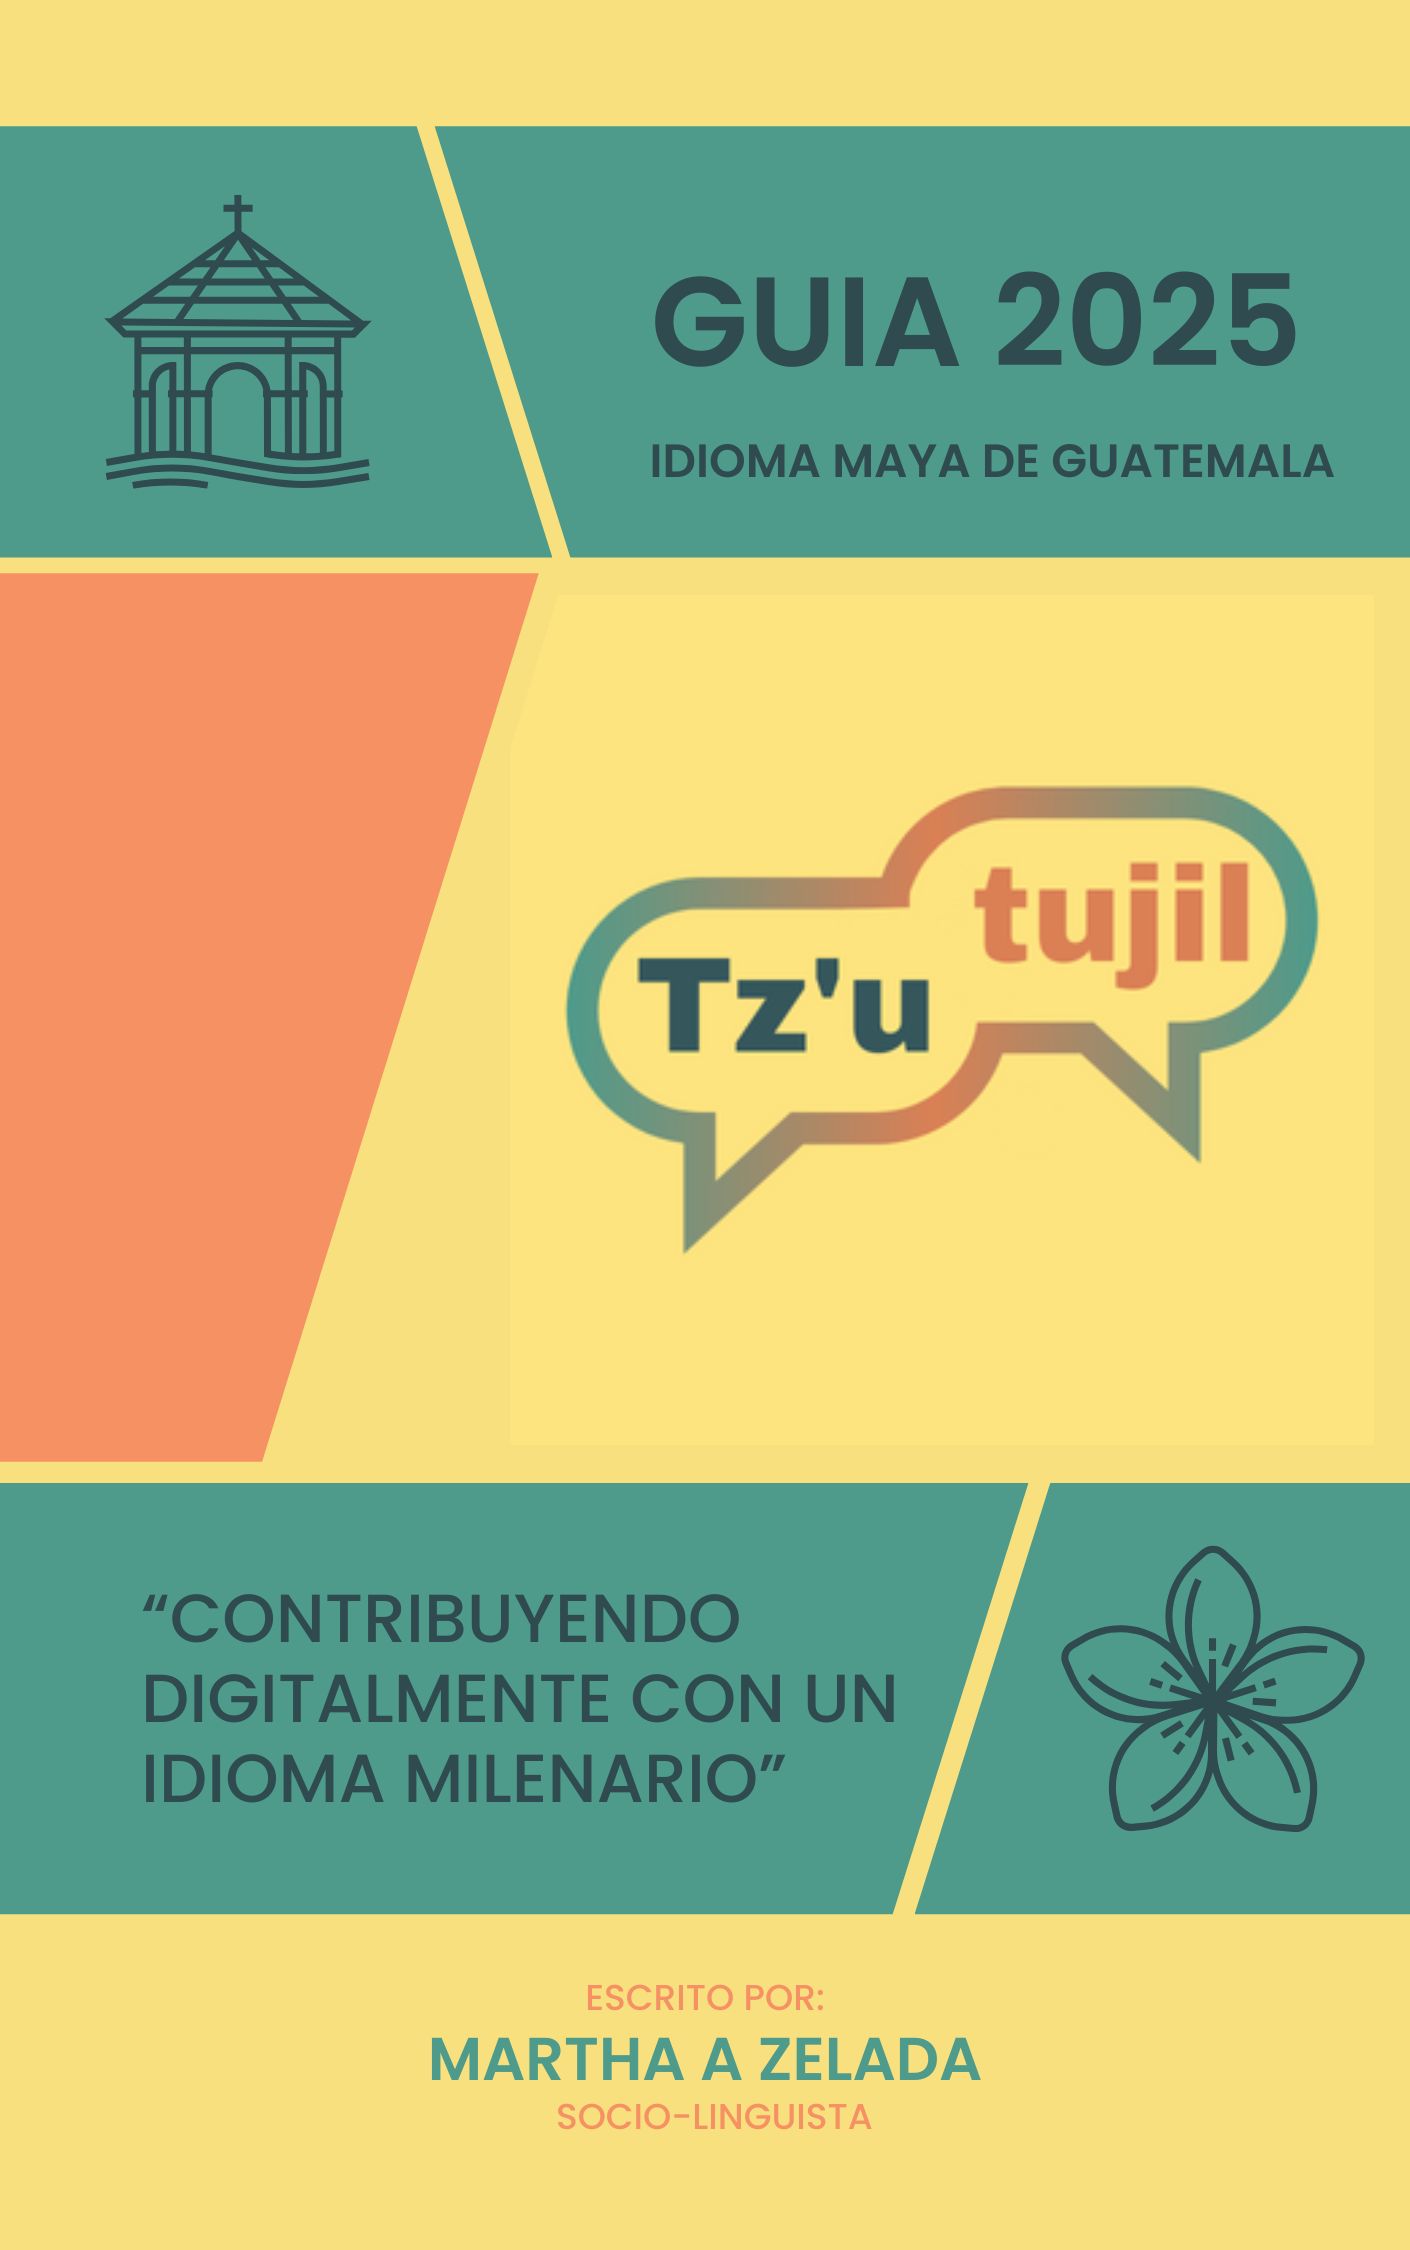 GUIA 2025
IDIOMA MAYA DE GUATEMALA
Tz'u
tujil
“CONTRIBUYENDO
DIGITALMENTE CON UN
IDIOMA MILENARIO”
ESCRITO POR:
MARTHA A ZELADA
SOCIO-LINGUISTA